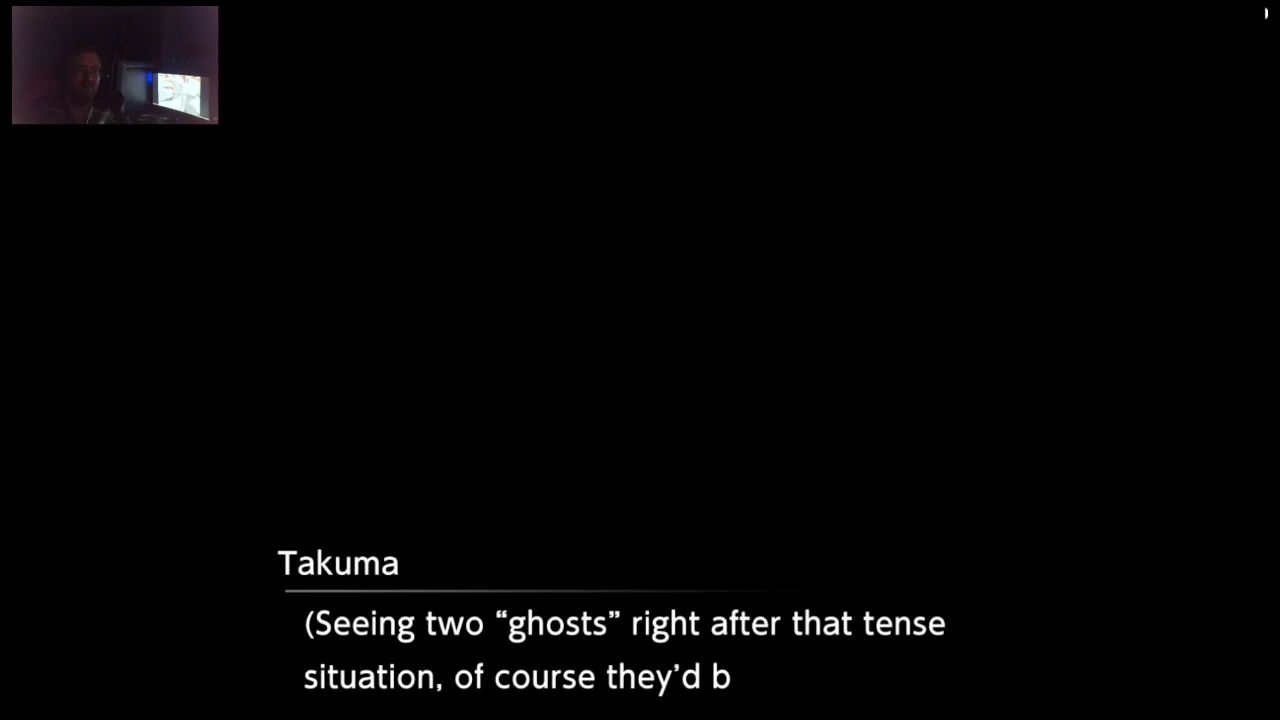 Takuma
(Seeing two “ghosts” right after that tense
situation, of course they’d b